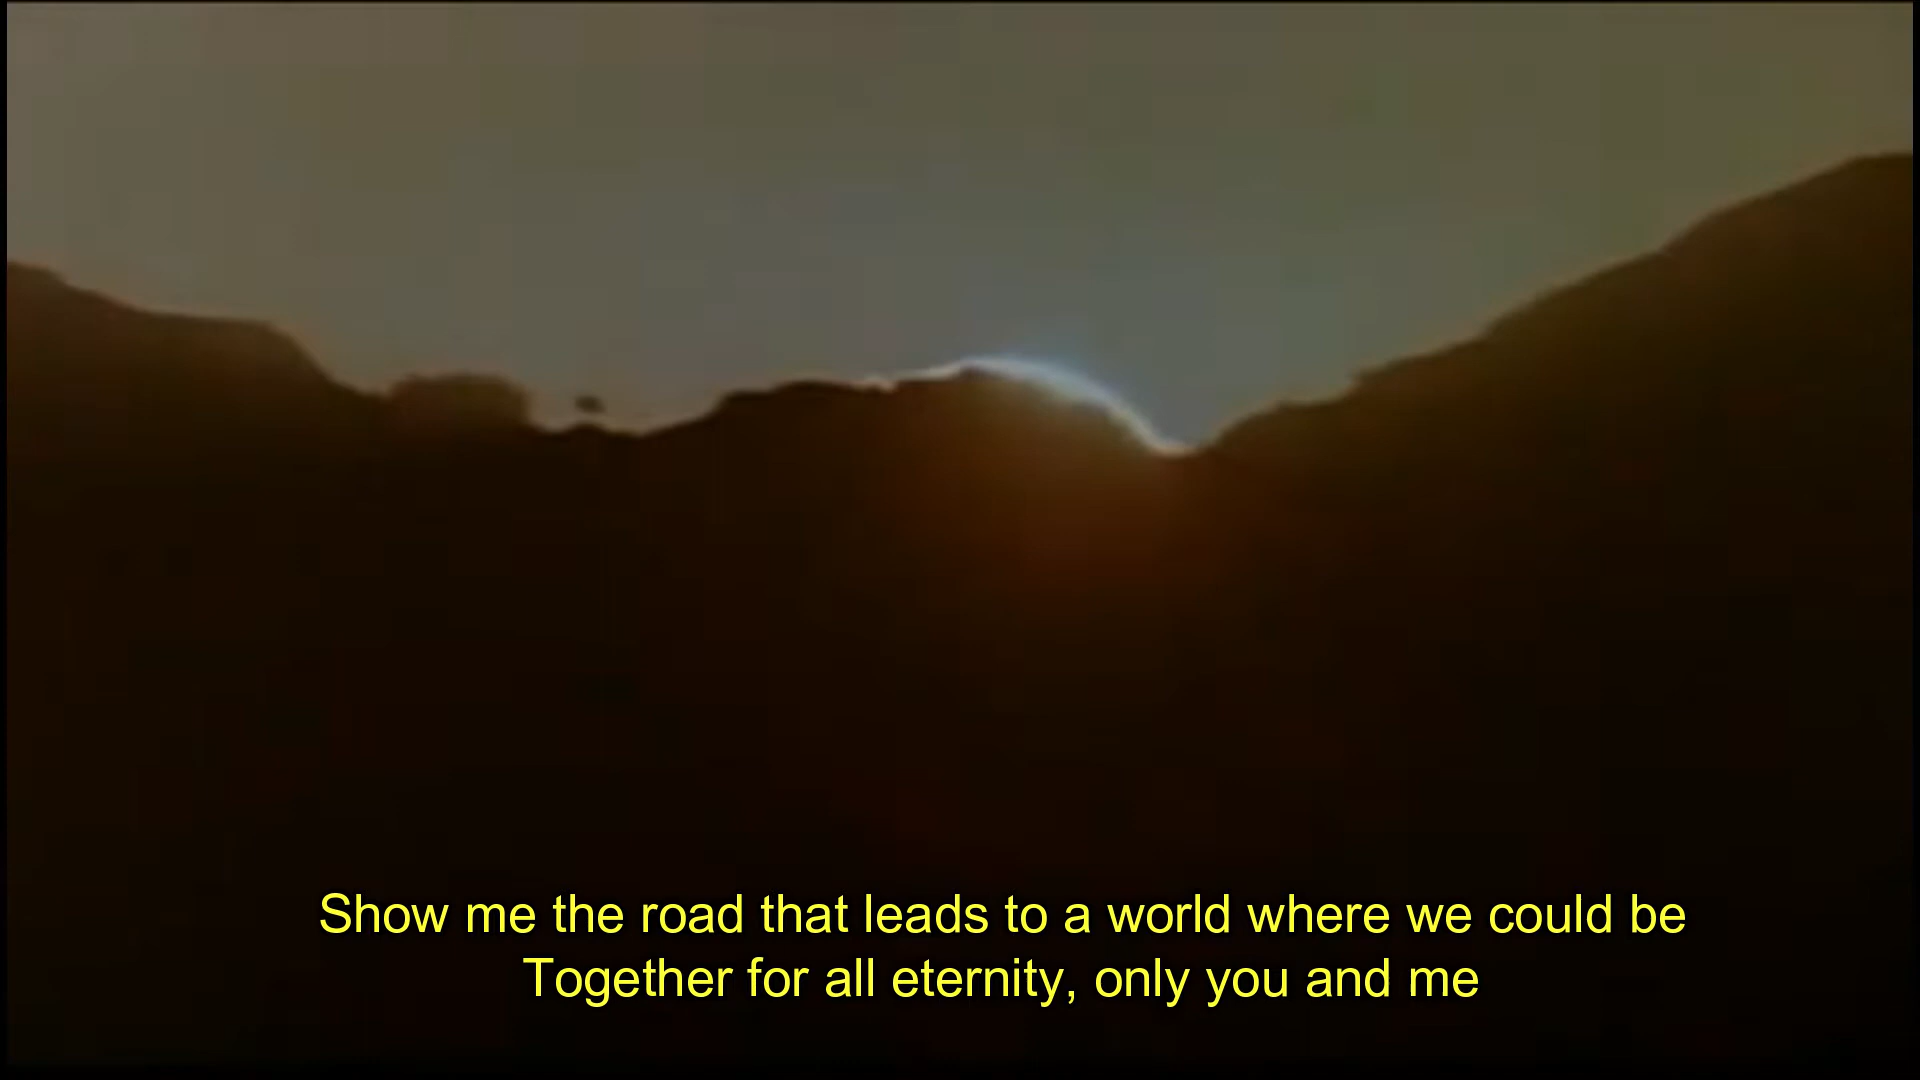 Show me the road that leads to a world where we could be
Together for all eternity, only you and me